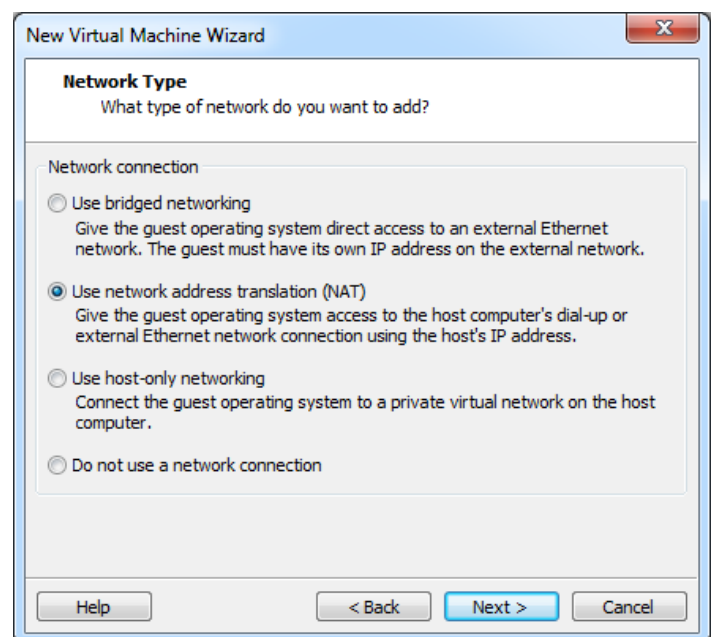 New Virtual Machine Wizard
Network Type
What type of network do you want to add?
Network connection
Use bridged networking
Give the guest operating system direct access to an external Ethernet
network. The guest must have its own IP address on the external network.
Use network address translation (NAT)
Give the guest operating system access to the host computer's dial-up or
external Ethernet network connection using the host's IP address.
Use host-only networking
Connect the guest operating system to a private virtual network on the host
computer.
Do not use a network connection
Help < Back Next > Cancel